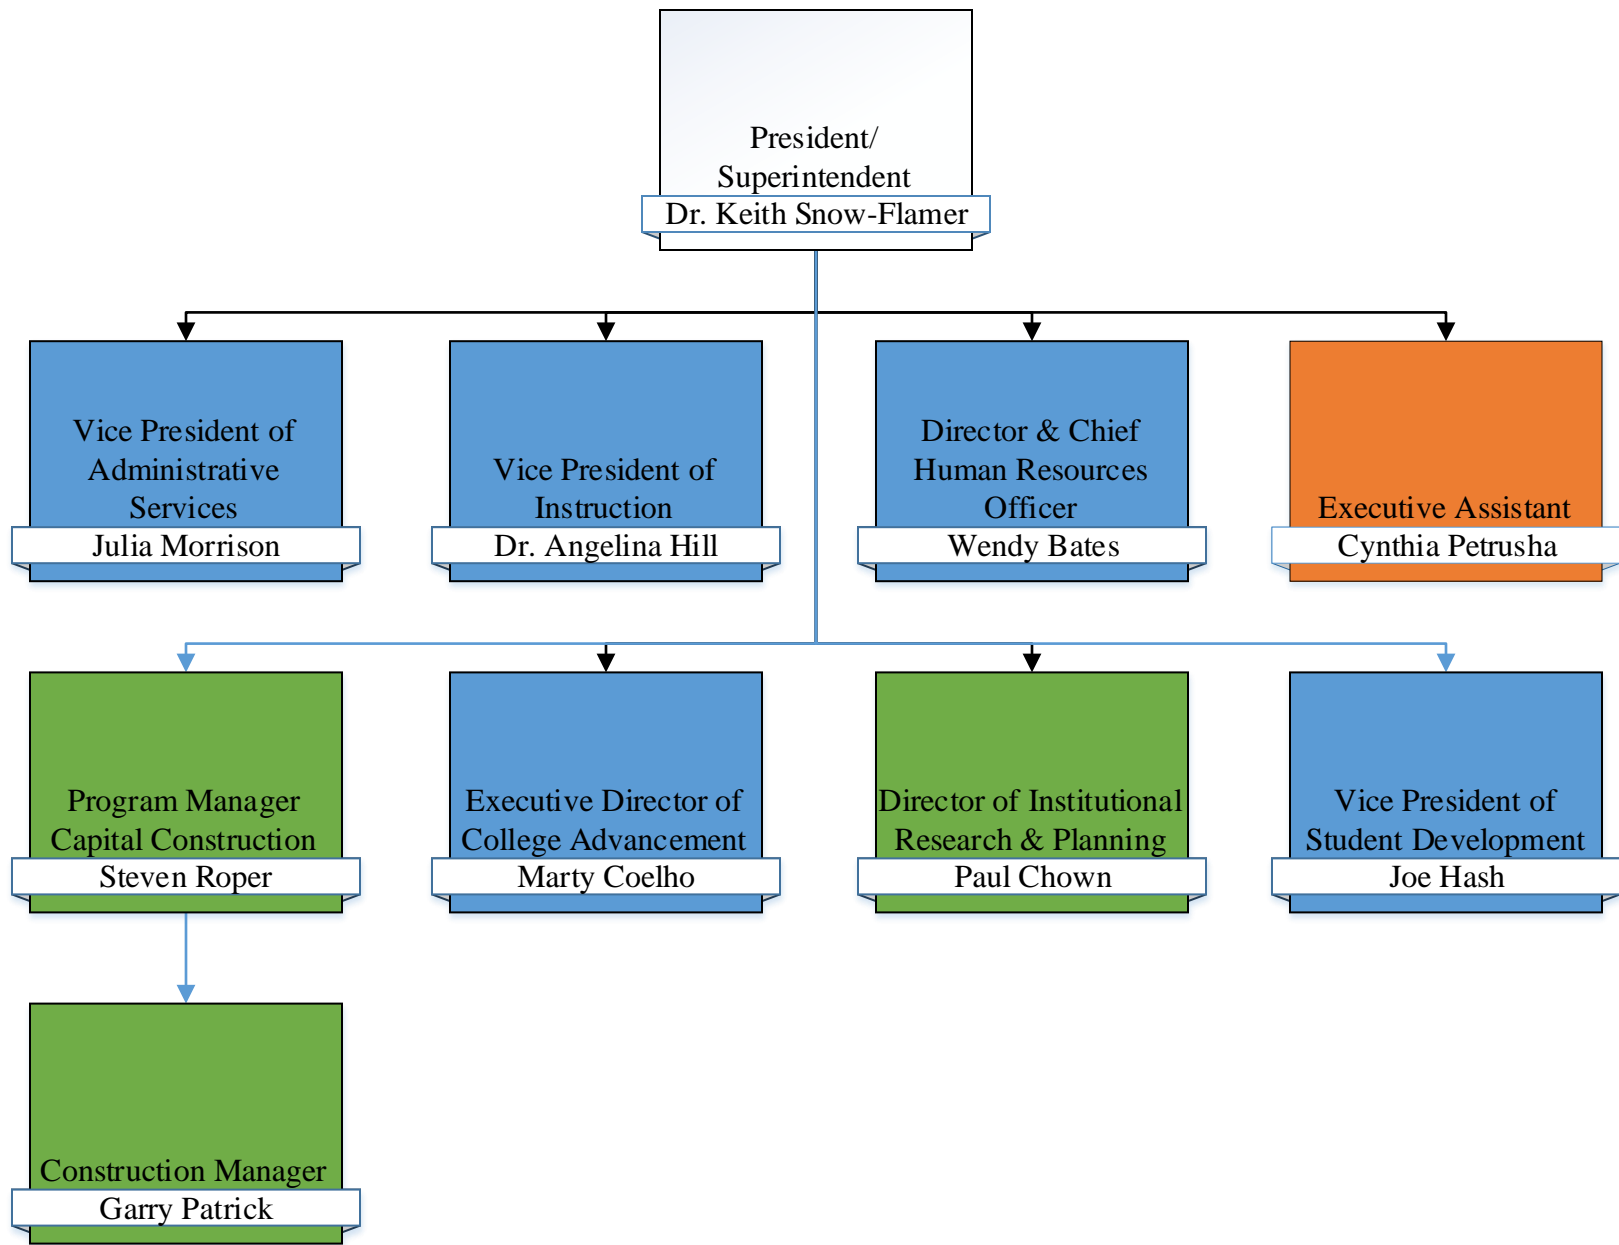 President/
Superintendent
Dr. Keith Snow-Flamer
Vice President of
Administrative
Services
Julia Morrison
Vice President of
Instruction
Dr. Angelina Hill
Director & Chief
Human Resources
Officer
Wendy Bates
Executive Assistant
Cynthia Petrusha
Program Manager
Capital Construction
Steven Roper
Executive Director of
College Advancement
Marty Coelho
Director of Institutional
Research & Planning
Paul Chown
Vice President of
Student Development
Joe Hash
Construction Manager
Garry Patrick